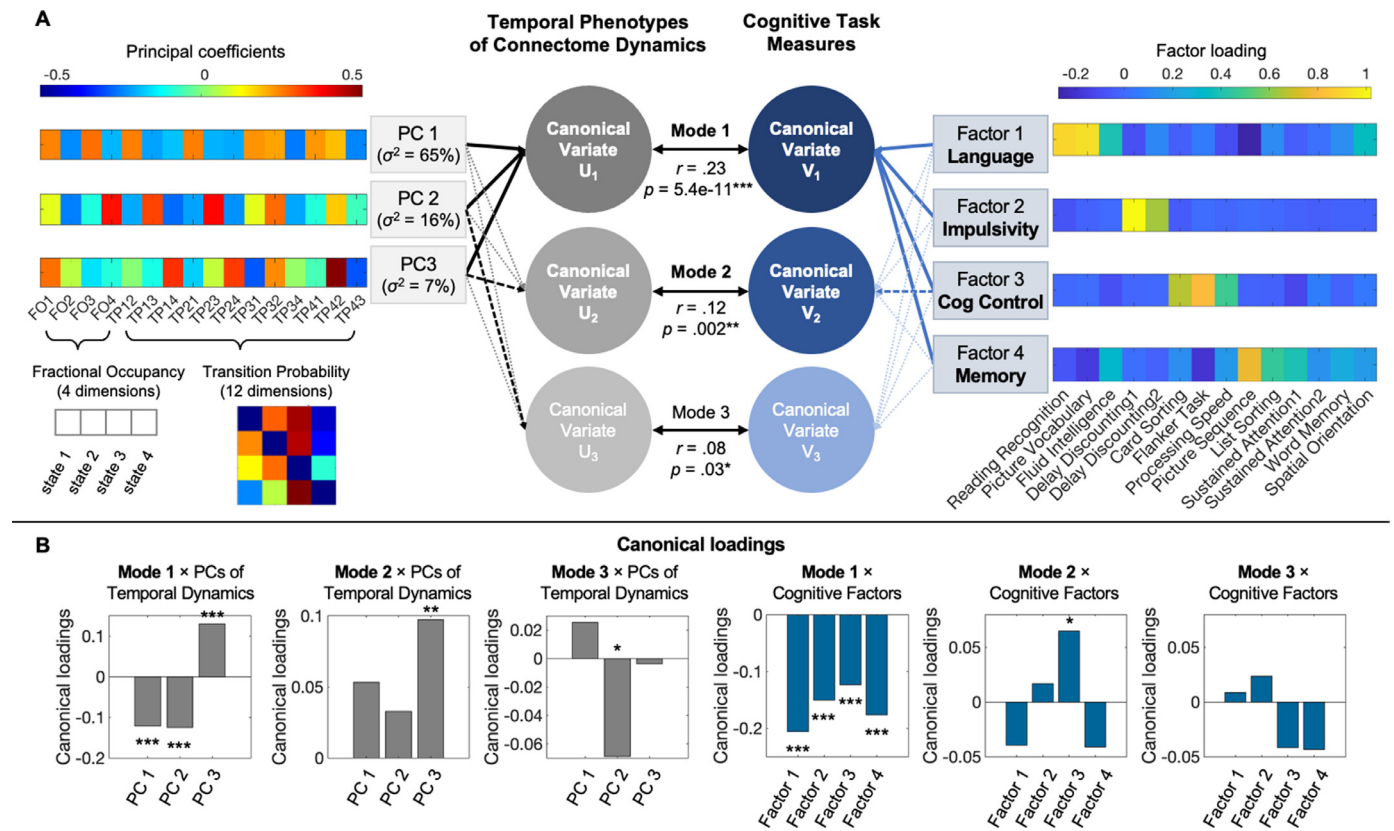 A
Temporal Phenotypes
of Connectome Dynamics
Cognitive Task
Measures
Principal coefficients
-0.5 0 0.5
PC 1
(σ² = 65%)
PC 2
(σ² = 16%)
PC3
(σ² = 7%)
FO1 FO2 FO3 FO4 TP12 TP13 TP14 TP21 TP23 TP24 TP31 TP32 TP34 TP41 TP42 TP43
Fractional Occupancy
(4 dimensions)
state 1 state 2 state 3 state 4
Transition Probability
(12 dimensions)
Canonical
Variate
U₁
Mode 1
r = .23
p = 5.4e-11***
Canonical
Variate
V₁
Canonical
Variate
U₂
Mode 2
r = .12
p = .002**
Canonical
Variate
V₂
Canonical
Variate
U₃
Mode 3
r = .08
p = .03*
Canonical
Variate
V₃
Factor loading
-0.2 0 0.2 0.4 0.6 0.8 1
Factor 1
Language
Factor 2
Impulsivity
Factor 3
Cog Control
Factor 4
Memory
Reading Recognition
Picture Vocabulary
Fluid Intelligence
Delay Discounting1
Delay Discounting2
Card Sorting
Flanker Task
Processing Speed
Picture Sequence
List Sorting
Sustained Attention1
Sustained Attention2
Word Memory
Spatial Orientation
B
Canonical loadings
Mode 1 × PCs of
Temporal Dynamics
Canonical loadings
0.1
0
-0.1
-0.2
***
***
***
PC 1 PC 2 PC 3
Mode 2 × PCs of
Temporal Dynamics
Canonical loadings
0.1
0.05
0
**
PC 1 PC 2 PC 3
Mode 3 × PCs of
Temporal Dynamics
Canonical loadings
0.02
0
-0.02
-0.04
-0.06
*
PC 1 PC 2 PC 3
Mode 1 ×
Cognitive Factors
Canonical loadings
0
-0.1
-0.2
***
***
***
***
Factor 1 Factor 2 Factor 3 Factor 4
Mode 2 ×
Cognitive Factors
Canonical loadings
0.05
0
-0.05
*
Factor 1 Factor 2 Factor 3 Factor 4
Mode 3 ×
Cognitive Factors
Canonical loadings
0.05
0
-0.05
Factor 1 Factor 2 Factor 3 Factor 4